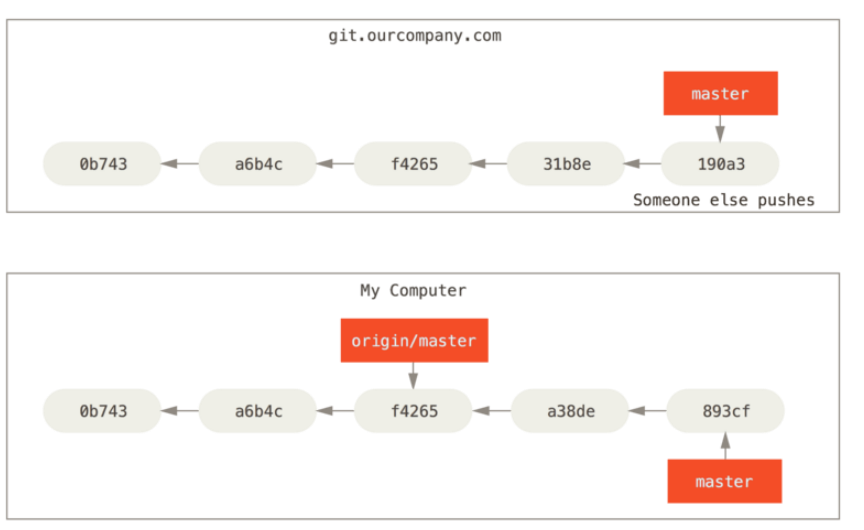 git.ourcompany.com
master
0b743 a6b4c f4265 31b8e 190a3
Someone else pushes
My Computer
origin/master
0b743 a6b4c f4265 a38de 893cf
master